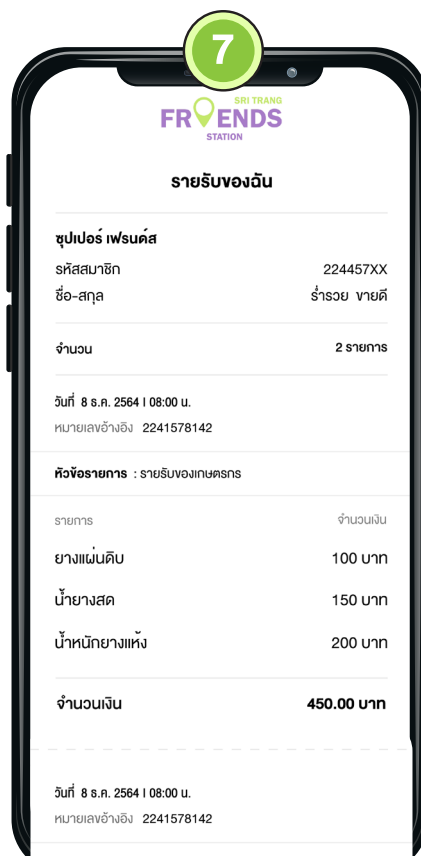 7
SRI TRANG
FRIENDS
STATION
รายรับของฉัน
ซุปเปอร์ เฟรนด์ส
รหัสสมาชิก 224457XX
ชื่อ-สกุล ร่ำรวย ขายดี
จำนวน 2 รายการ
วันที่ 8 ธ.ค. 2564 | 08:00 น.
หมายเลขอ้างอิง 2241578142
หัวข้อรายการ : รายรับของเกษตรกร
รายการ จำนวนเงิน
ยางแผ่นดิบ 100 บาท
น้ำยางสด 150 บาท
น้ำหนักยางแห้ง 200 บาท
จำนวนเงิน 450.00 บาท
วันที่ 8 ธ.ค. 2564 | 08:00 น.
หมายเลขอ้างอิง 2241578142